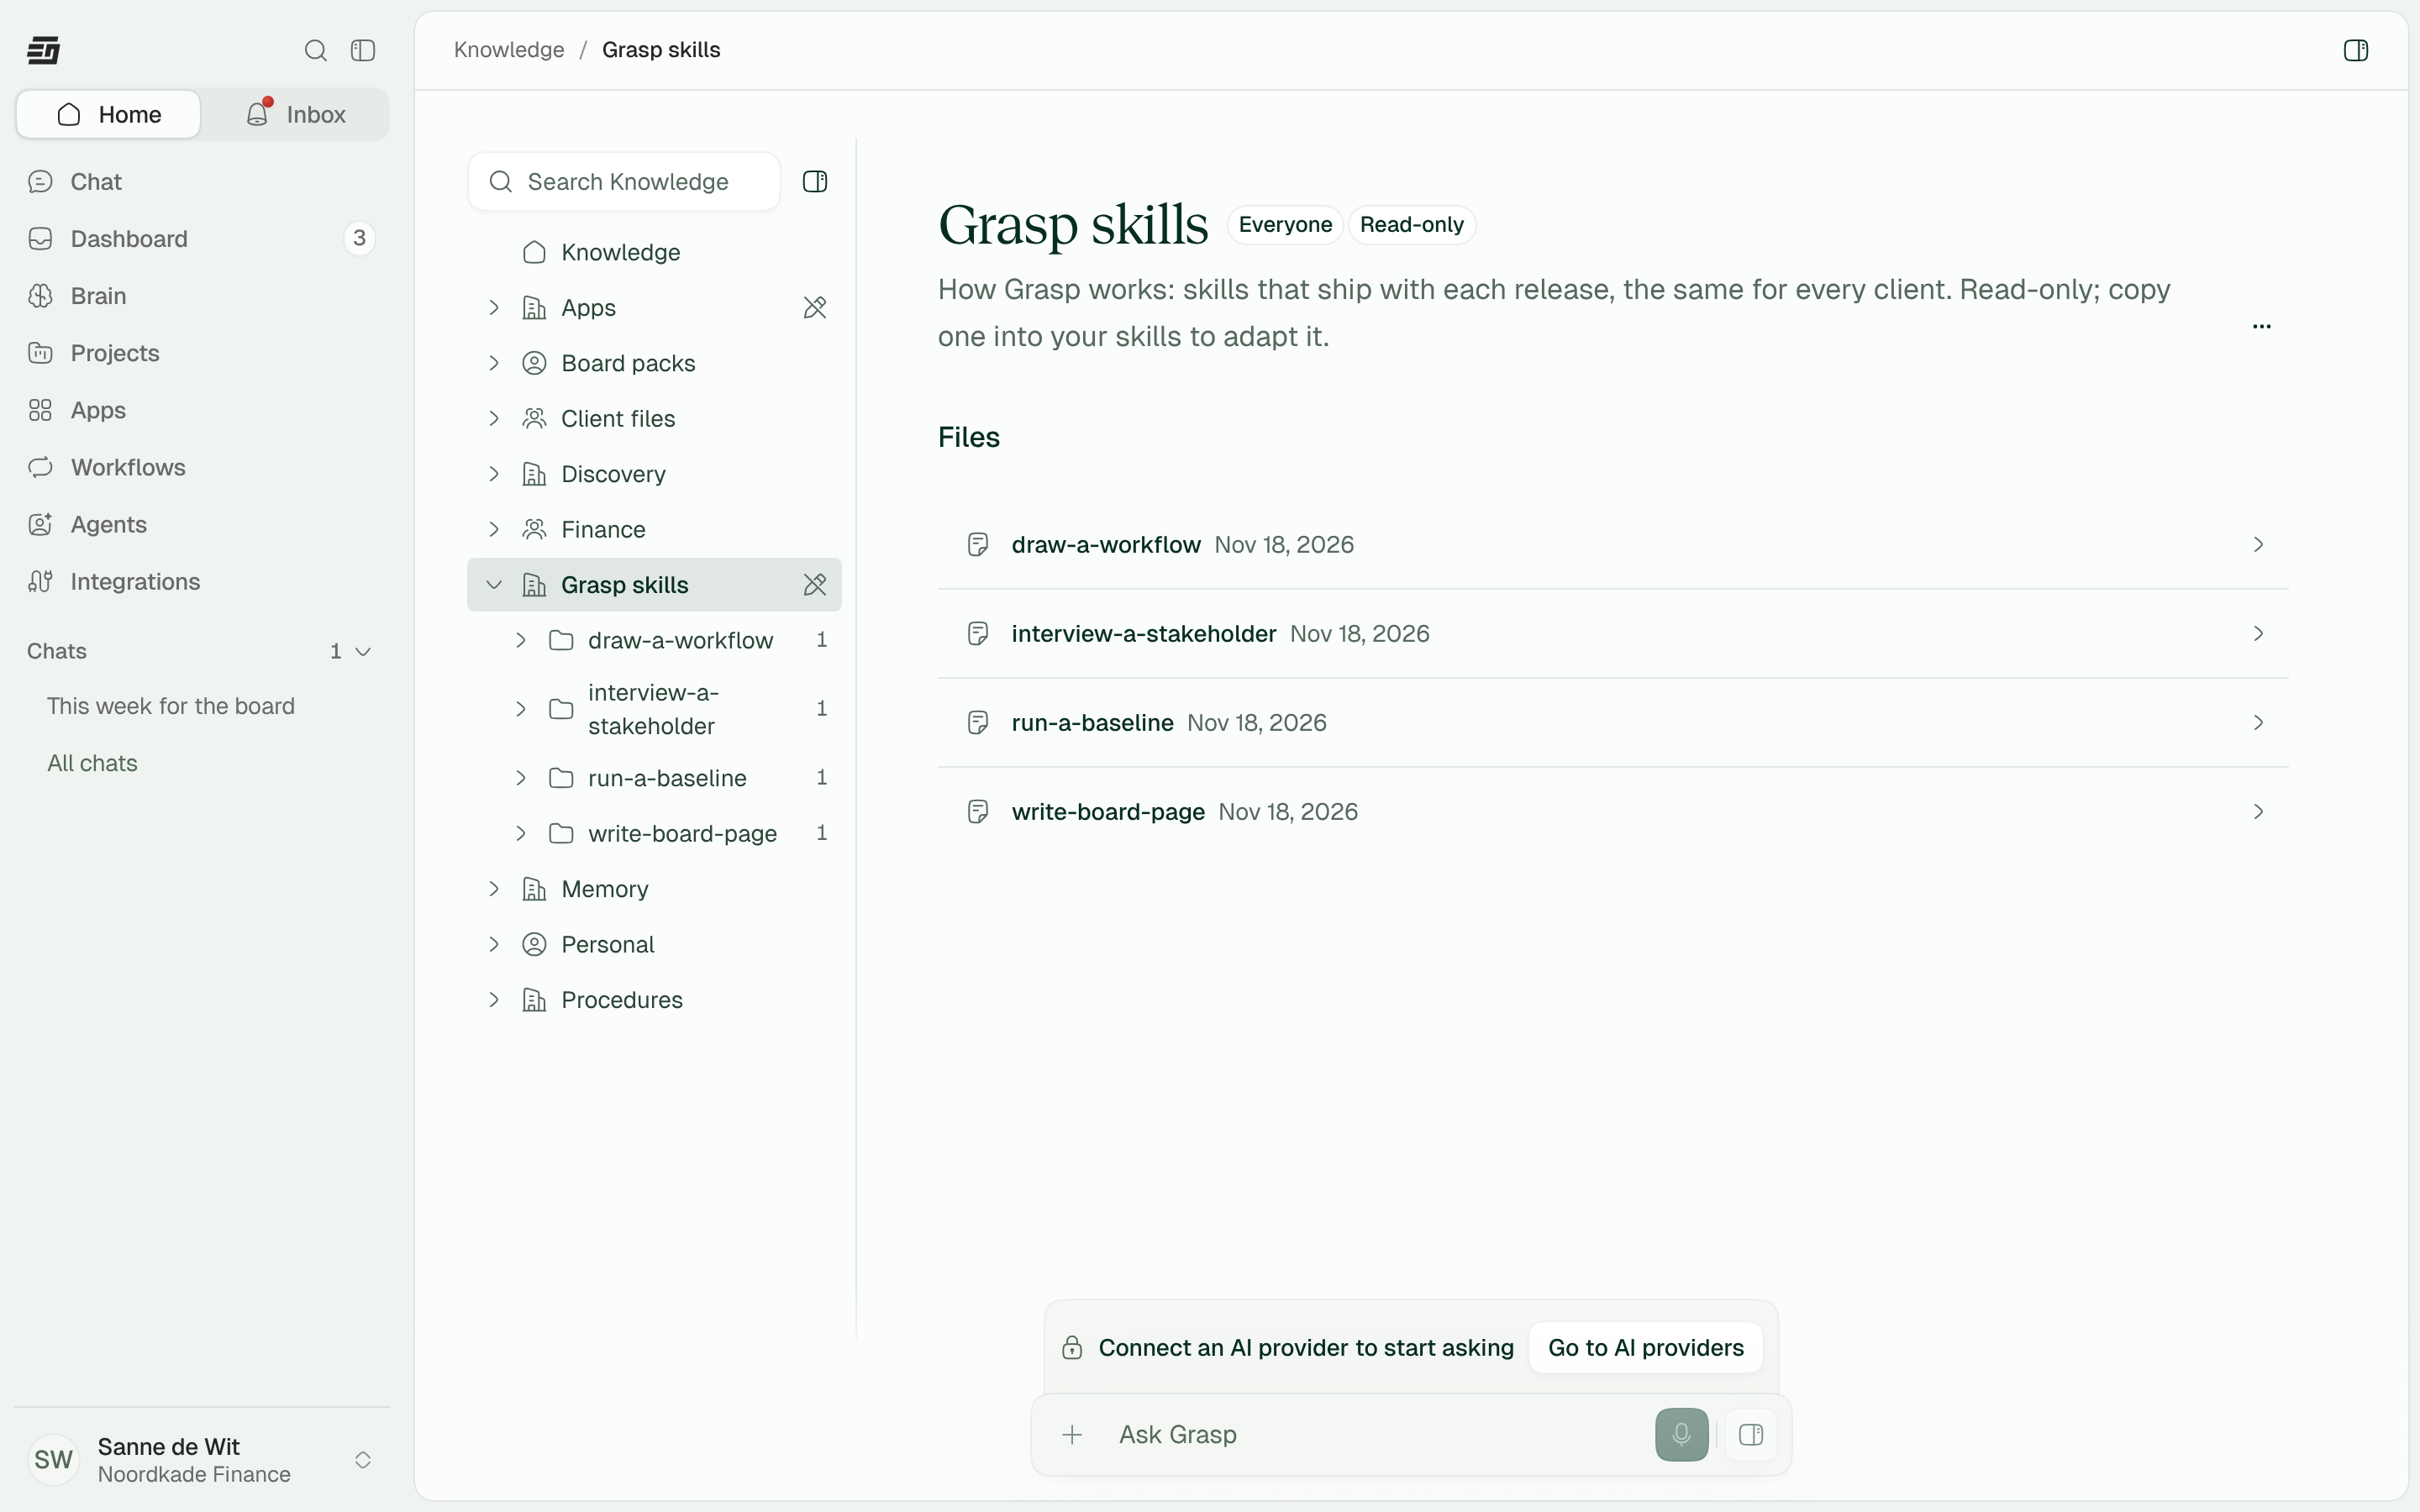 Home
Inbox
Chat
Dashboard 3
Brain
Projects
Apps
Workflows
Agents
Integrations
Chats 1
This week for the board
All chats
SW
Sanne de Wit
Noordkade Finance
Knowledge / Grasp skills
Search Knowledge
Knowledge
Apps
Board packs
Client files
Discovery
Finance
Grasp skills
draw-a-workflow 1
interview-a-
stakeholder 1
run-a-baseline 1
write-board-page 1
Memory
Personal
Procedures
Grasp skills Everyone Read-only
How Grasp works: skills that ship with each release, the same for every client. Read-only; copy
one into your skills to adapt it.
Files
draw-a-workflow Nov 18, 2026
interview-a-stakeholder Nov 18, 2026
run-a-baseline Nov 18, 2026
write-board-page Nov 18, 2026
Connect an AI provider to start asking Go to AI providers
Ask Grasp